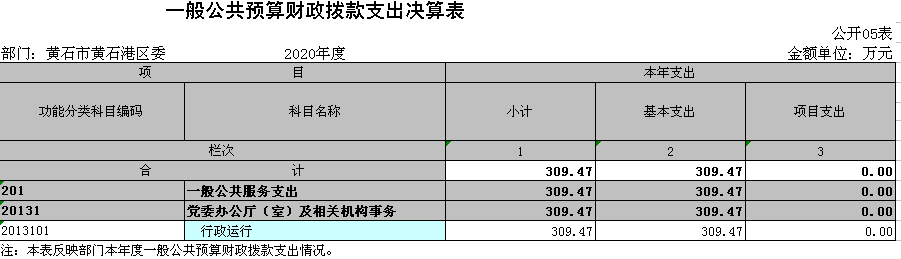 一般公共预算财政拨款支出决算表
公开05表
部门：黄石市黄石港区委 2020年度 金额单位：万元
项 目 本年支出
功能分类科目编码 科目名称 小计 基本支出 项目支出
栏次 1 2 3
合 计 309.47 309.47 0.00
201 一般公共服务支出 309.47 309.47 0.00
20131 党委办公厅（室）及相关机构事务 309.47 309.47 0.00
2013101 行政运行 309.47 309.47 0.00
注：本表反映部门本年度一般公共预算财政拨款支出情况。